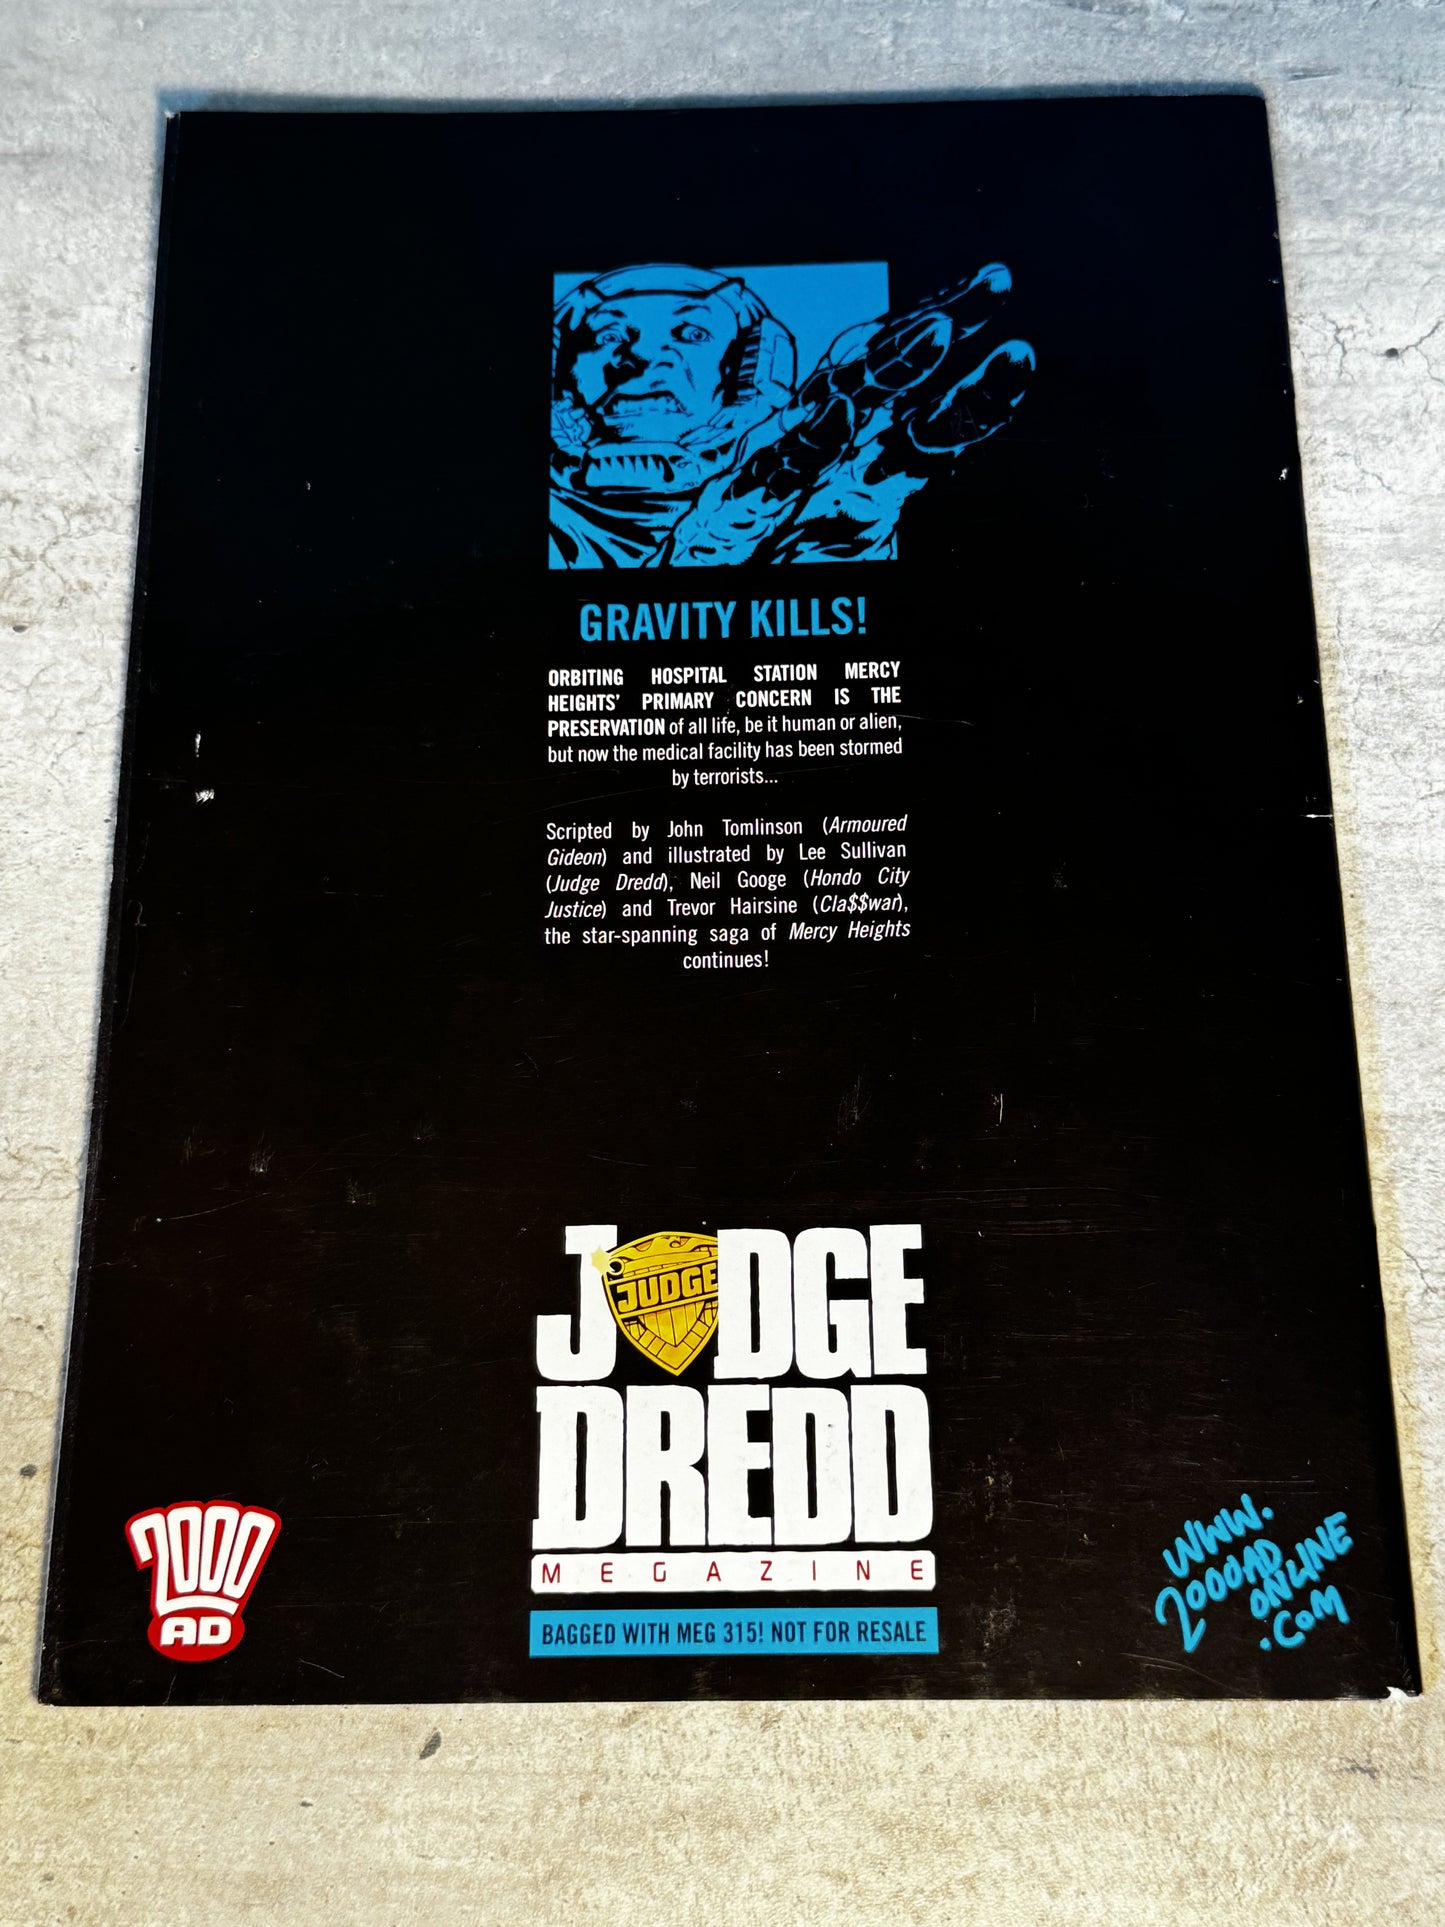 GRAVITY KILLS!
ORBITING HOSPITAL STATION MERCY
HEIGHTS' PRIMARY CONCERN IS THE
PRESERVATION of all life, be it human or alien,
but now the medical facility has been stormed
by terrorists...
Scripted by John Tomlinson (Armoured
Gideon) and illustrated by Lee Sullivan
(Judge Dredd), Neil Googe (Hondo City
Justice) and Trevor Hairsine (Cla$$war),
the star-spanning saga of Mercy Heights
continues!
JUDGE
JUDGE
DREDD
MEGAZINE
BAGGED WITH MEG 315! NOT FOR RESALE
2000
AD
WWW.
2000AD
ONLINE
.COM